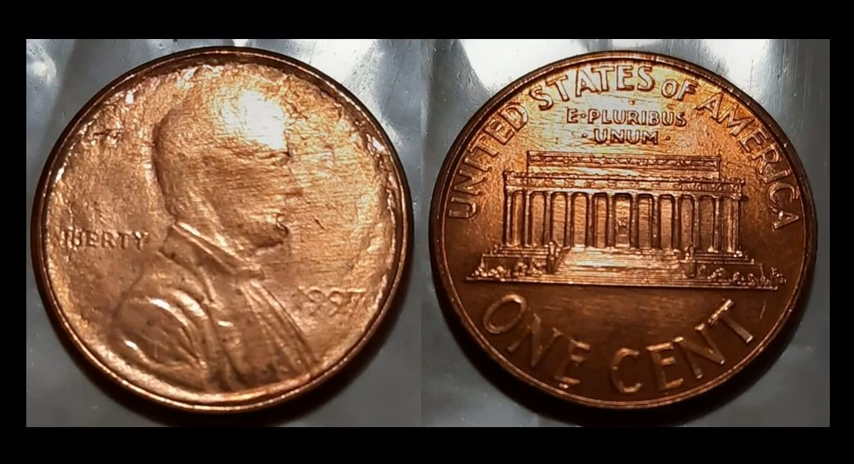 LIBERTY
1997
UNITED STATES OF AMERICA
E·PLURIBUS
·UNUM·
ONE CENT